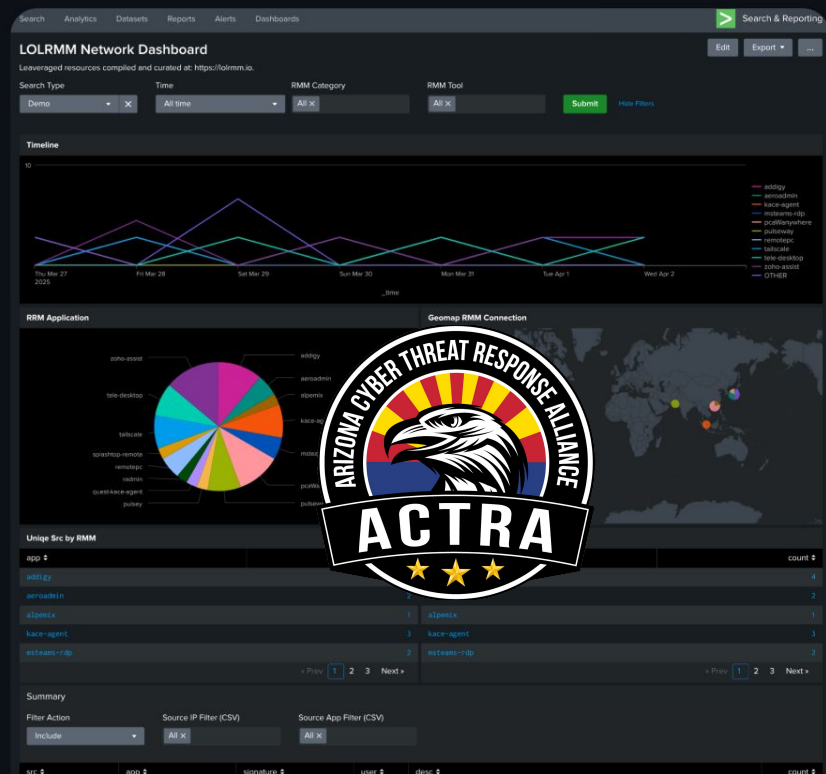 Search Analytics Datasets Reports Alerts Dashboards
Search & Reporting
LOLRMM Network Dashboard
Edit Export ...
Leaveraged resources compiled and curated at: https://lolrmm.io.
Search Type Time RMM Category RMM Tool
Demo All time All × All × Submit Hide Filters
Timeline
10
addigy
aeroadmin
kace-agent
msteams-rdp
pcaWanywhere
pulseway
remotepc
tailscale
tele-desktop
zoho-assist
OTHER
Thu Mar 27 Fri Mar 28 Sat Mar 29 Sun Mar 30 Mon Mar 31 Tue Apr 1 Wed Apr 2
2025
_time
RRM Application
Geomap RMM Connection
zoho-assist
tele-desktop
tailscale
splashtop-remote
remotepc
radmin
quest-kace-agent
pulsey
addigy
aeroadmin
alpemix
kace-ag
pcaWa
pulsew
ARIZONA CYBER THREAT RESPONSE ALLIANCE
ACTRA
Uniqe Src by RMM
app
count
addigy
4
aeroadmin 2
2
alpemix 1
alpemix 1
kace-agent 3
kace-agent 3
msteams-rdp 2
msteams-rdp 2
« Prev 1 2 3 Next »
« Prev 1 2 3 Next »
Summary
Filter Action Source IP Filter (CSV) Source App Filter (CSV)
Include All × All ×
src app signature user desc count